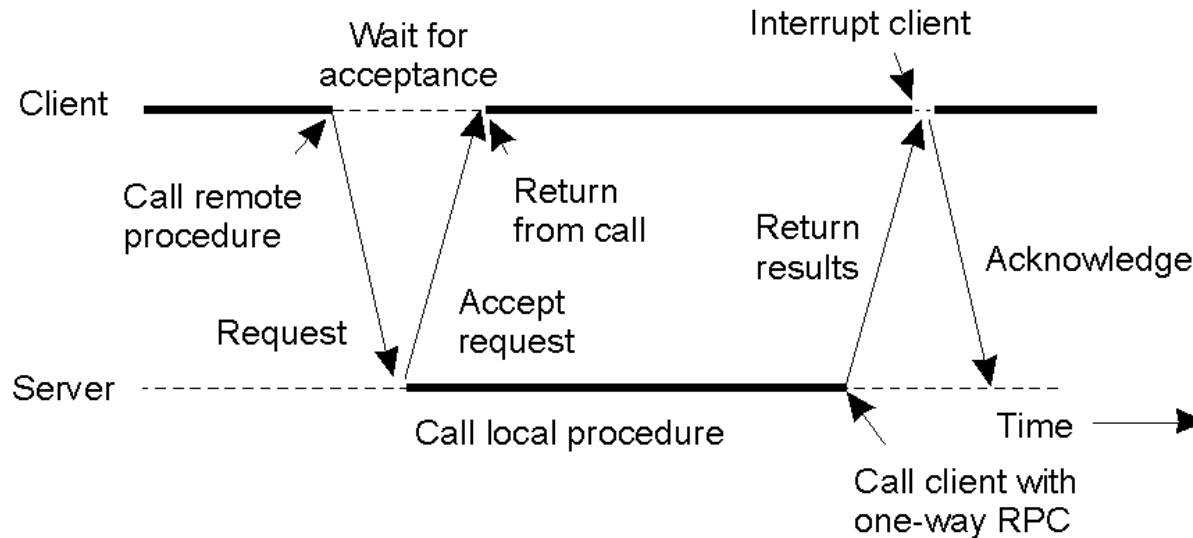 Interrupt client
Wait for
acceptance
Client
Call remote
procedure
Return
from call
Return
results
Acknowledge
Request
Accept
request
Server
Call local procedure
Time
Call client with
one-way RPC